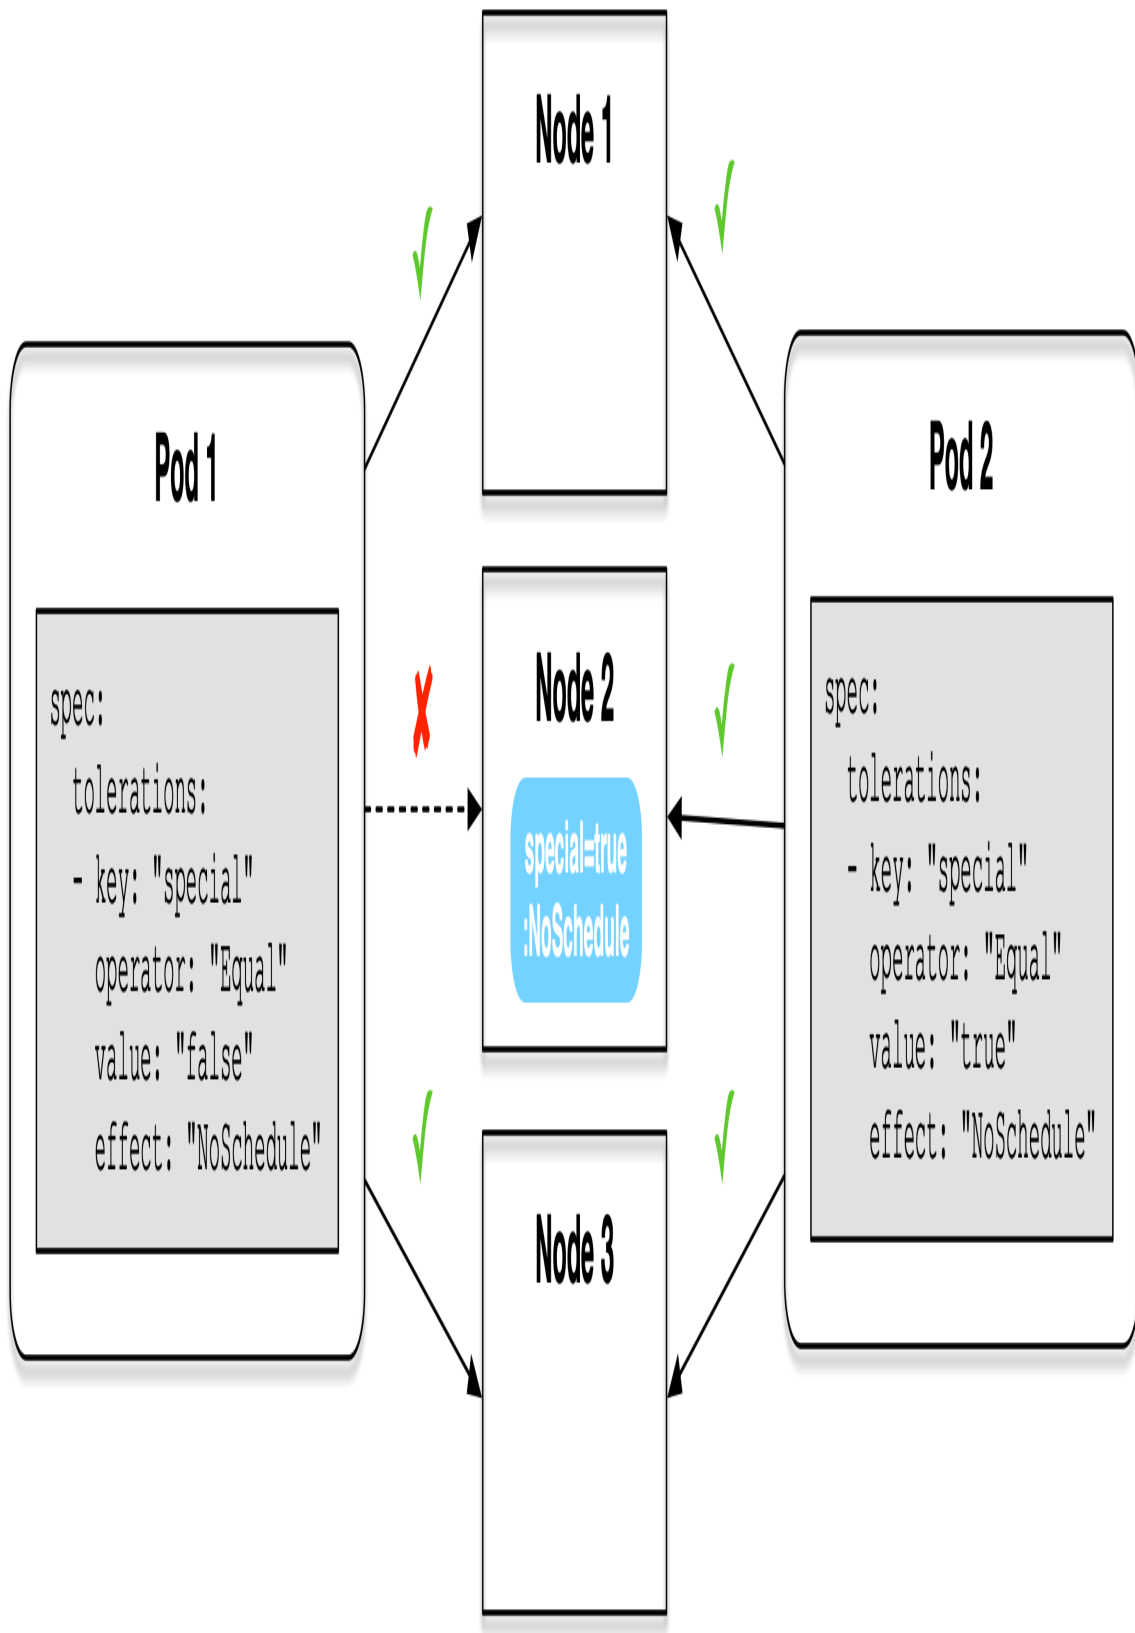 Node 1
Pod 1
spec:
tolerations:
- key: "special"
operator: "Equal"
value: "false"
effect: "NoSchedule"
Node 2
special=true
:NoSchedule
Node 3
Pod 2
spec:
tolerations:
- key: "special"
operator: "Equal"
value: "true"
effect: "NoSchedule"